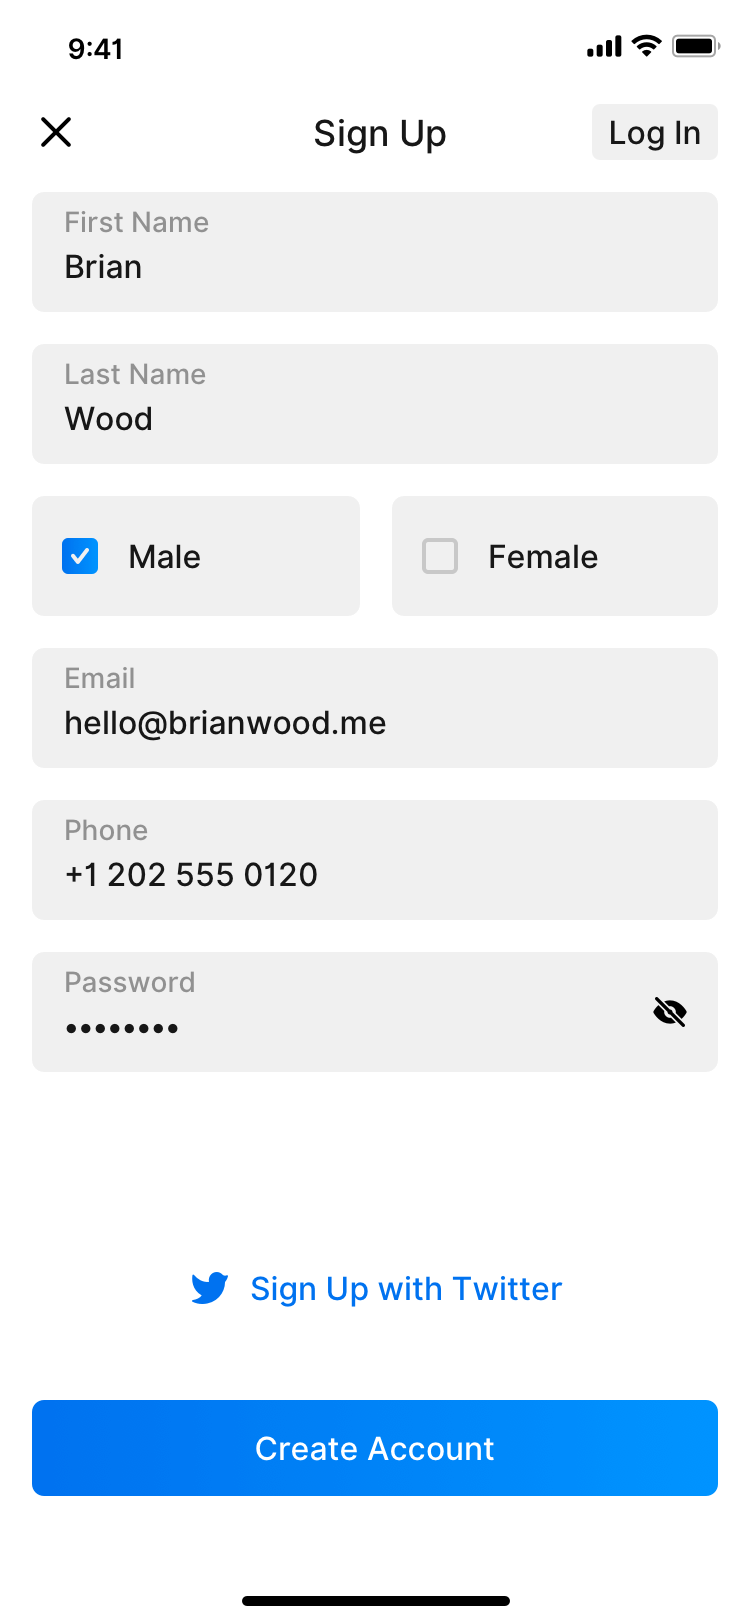 9:41
Sign Up
Log In
First Name
Brian
Last Name
Wood
Male
Female
Email
hello@brianwood.me
Phone
+1 202 555 0120
Password
••••••••
Sign Up with Twitter
Create Account